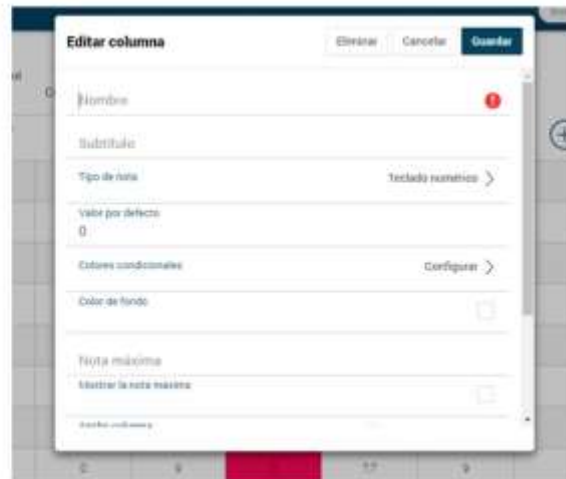 Editar columna
Eliminar
Cancelar
Guardar
Nombre
Subtítulo
Tipo de nota
Teclado numérico
Valor por defecto
0
Colores condicionales
Configurar
Color de fondo
Nota máxima
Mostrar la nota máxima